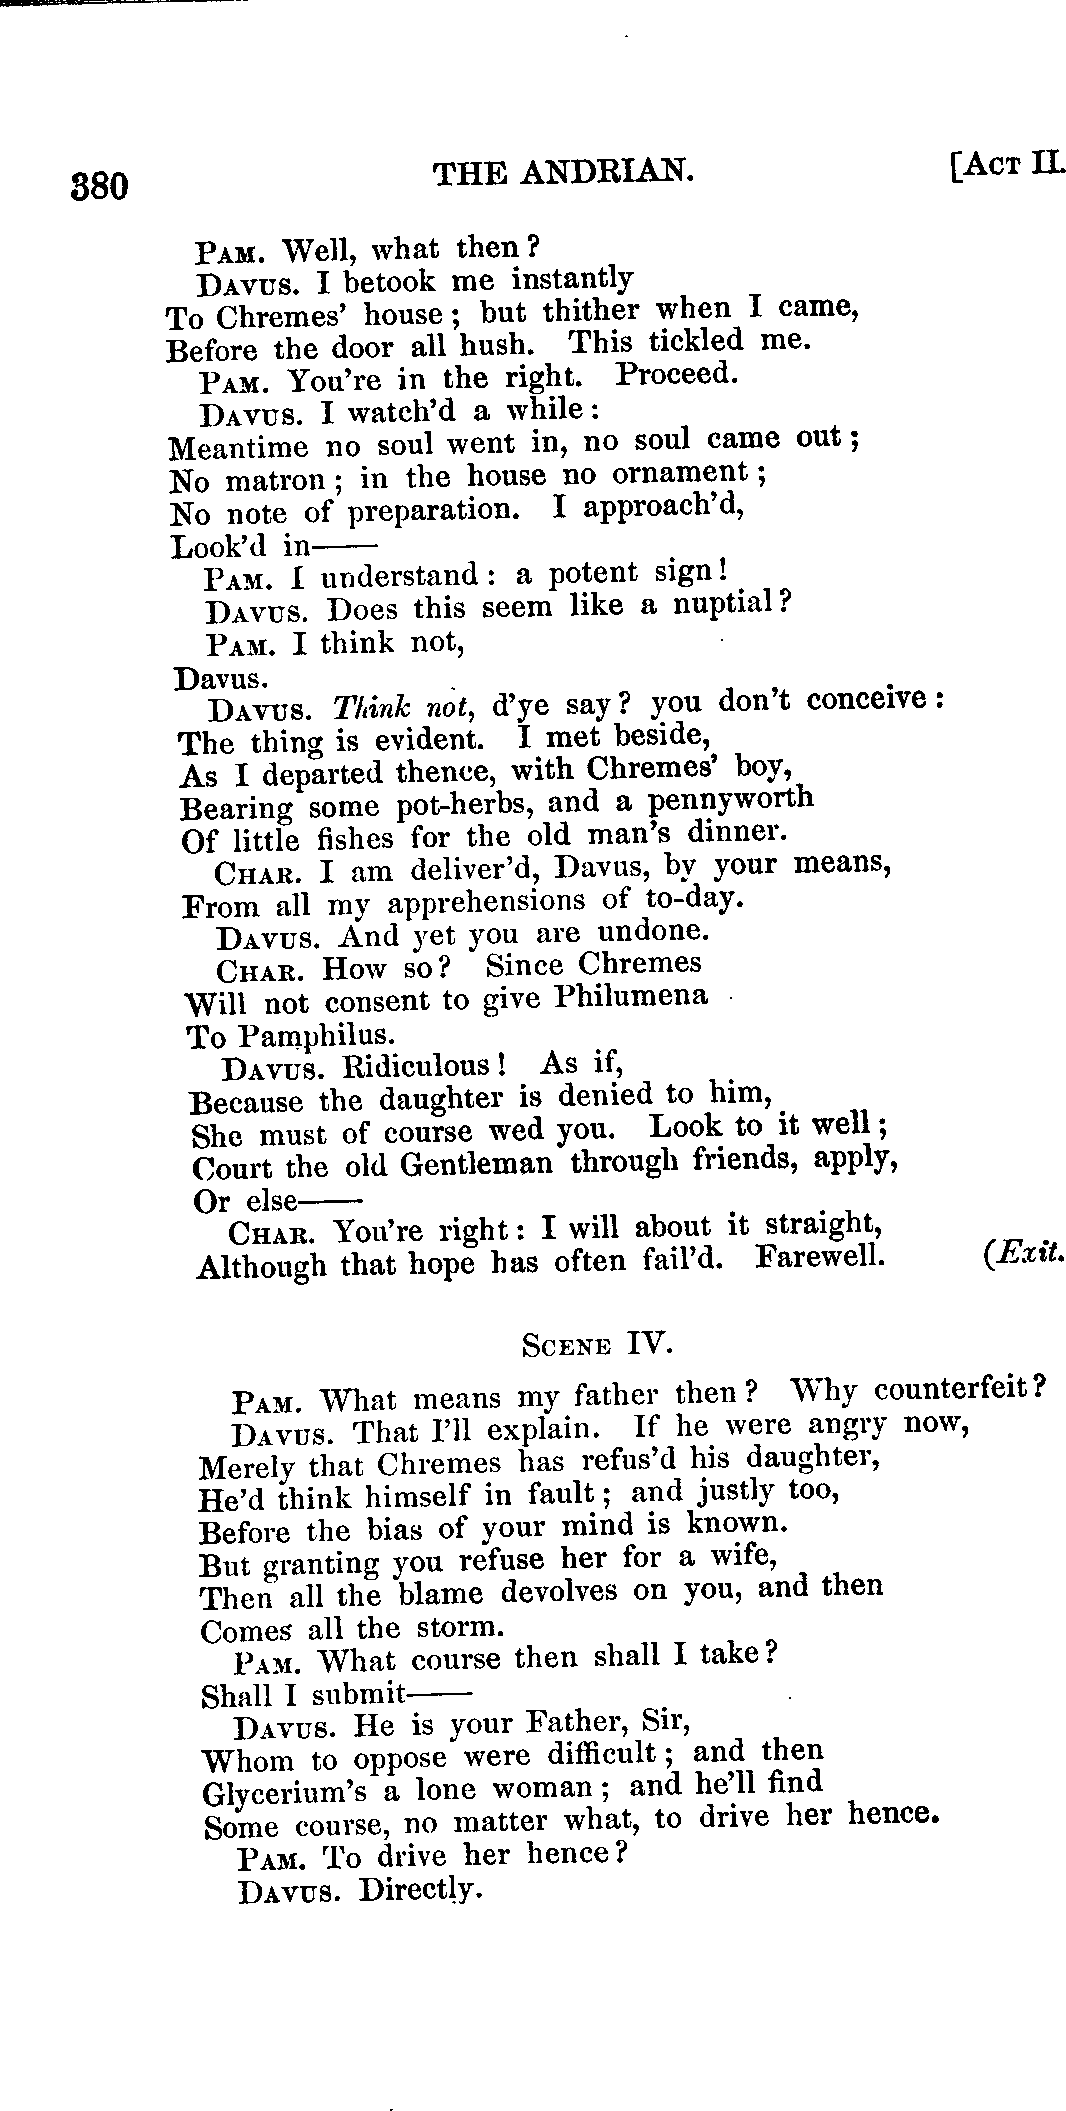 380 THE ANDRIAN. [ACT II.
PAM. Well, what then?
DAVUS. I betook me instantly
To Chremes' house; but thither when I came,
Before the door all hush. This tickled me.
PAM. You're in the right. Proceed.
DAVUS. I watch'd a while:
Meantime no soul went in, no soul came out;
No matron; in the house no ornament;
No note of preparation. I approach'd,
Look'd in——
PAM. I understand: a potent sign!
DAVUS. Does this seem like a nuptial?
PAM. I think not,
Davus.
DAVUS. Think not, d'ye say? you don't conceive:
The thing is evident. I met beside,
As I departed thence, with Chremes' boy,
Bearing some pot-herbs, and a pennyworth
Of little fishes for the old man's dinner.
CHAR. I am deliver'd, Davus, by your means,
From all my apprehensions of to-day.
DAVUS. And yet you are undone.
CHAR. How so? Since Chremes
Will not consent to give Philumena
To Pamphilus.
DAVUS. Ridiculous! As if,
Because the daughter is denied to him,
She must of course wed you. Look to it well;
Court the old Gentleman through friends, apply,
Or else——
CHAR. You're right: I will about it straight,
Although that hope has often fail'd. Farewell. (Exit.
SCENE IV.
PAM. What means my father then? Why counterfeit?
DAVUS. That I'll explain. If he were angry now,
Merely that Chremes has refus'd his daughter,
He'd think himself in fault; and justly too,
Before the bias of your mind is known.
But granting you refuse her for a wife,
Then all the blame devolves on you, and then
Comes all the storm.
PAM. What course then shall I take?
Shall I submit——
DAVUS. He is your Father, Sir,
Whom to oppose were difficult; and then
Glycerium's a lone woman; and he'll find
Some course, no matter what, to drive her hence.
PAM. To drive her hence?
DAVUS. Directly.